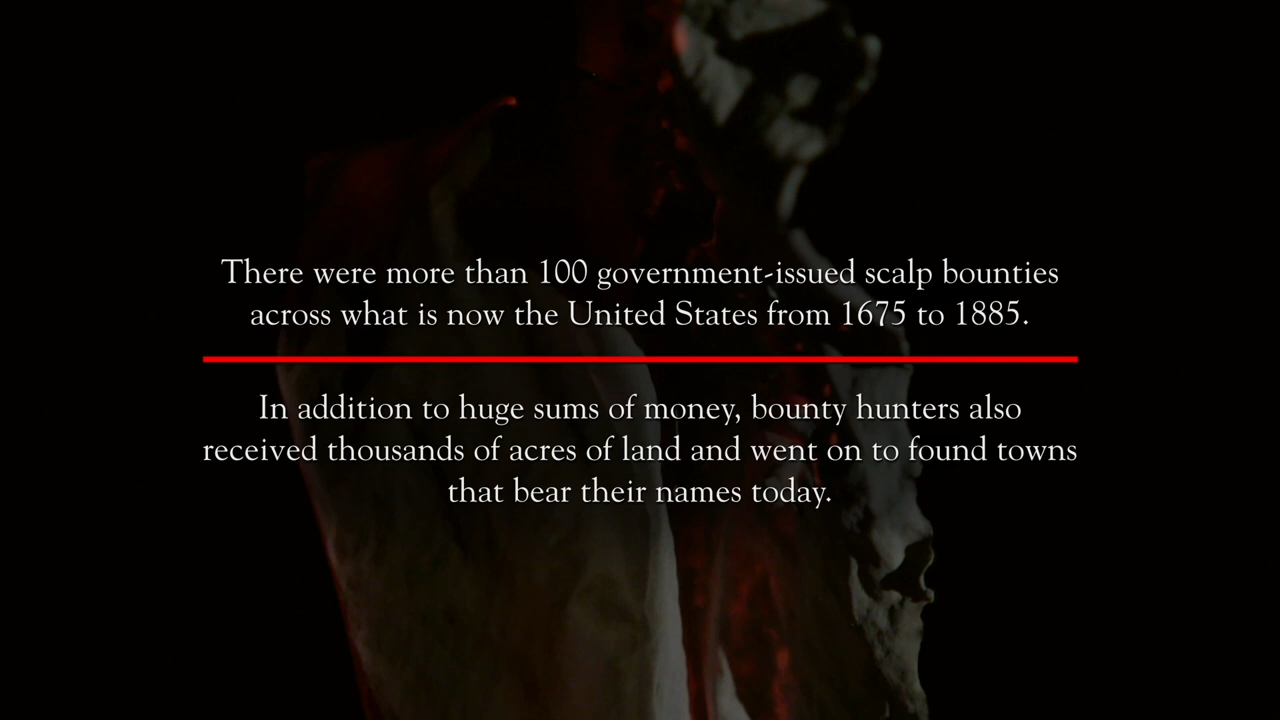 There were more than 100 government-issued scalp bounties
across what is now the United States from 1675 to 1885.
In addition to huge sums of money, bounty hunters also
received thousands of acres of land and went on to found towns
that bear their names today.